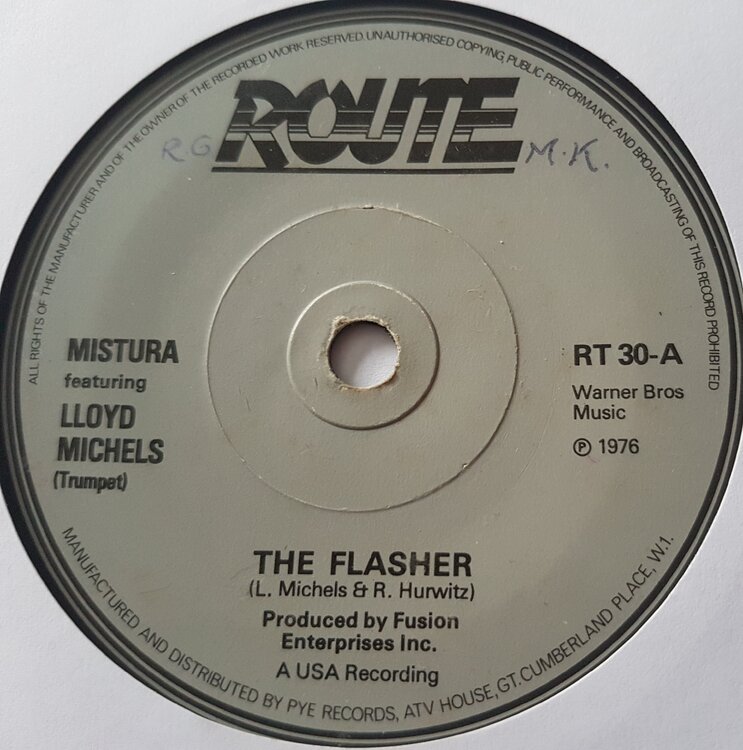 ALL RIGHTS OF THE MANUFACTURER AND OF THE OWNER OF THE RECORDED WORK RESERVED. UNAUTHORISED COPYING, PUBLIC PERFORMANCE AND BROADCASTING OF THIS RECORD PROHIBITED
ROUTE
RG
M.K.
MISTURA
featuring
LLOYD
MICHELS
(Trumpet)
RT 30-A
Warner Bros
Music
℗ 1976
THE FLASHER
(L. Michels & R. Hurwitz)
Produced by Fusion
Enterprises Inc.
A USA Recording
MANUFACTURED AND DISTRIBUTED BY PYE RECORDS, ATV HOUSE, GT. CUMBERLAND PLACE, W.1.